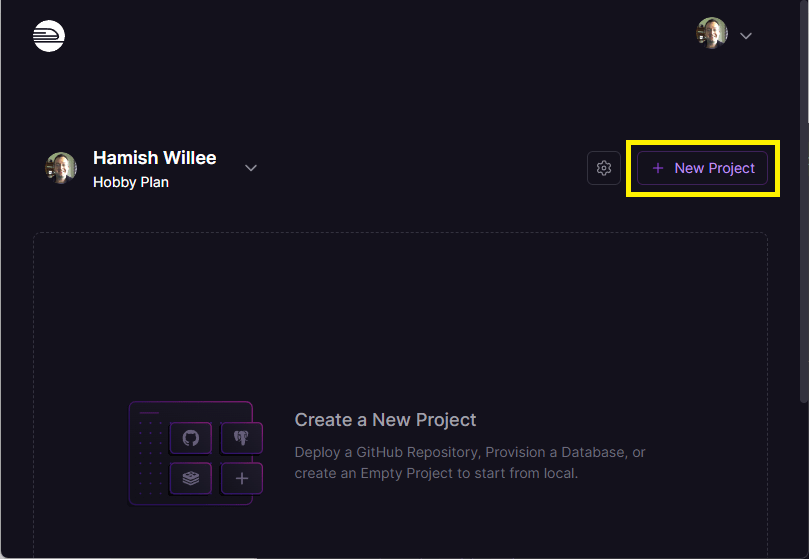 Hamish Willee
Hobby Plan
New Project
Create a New Project
Deploy a GitHub Repository, Provision a Database, or
create an Empty Project to start from local.